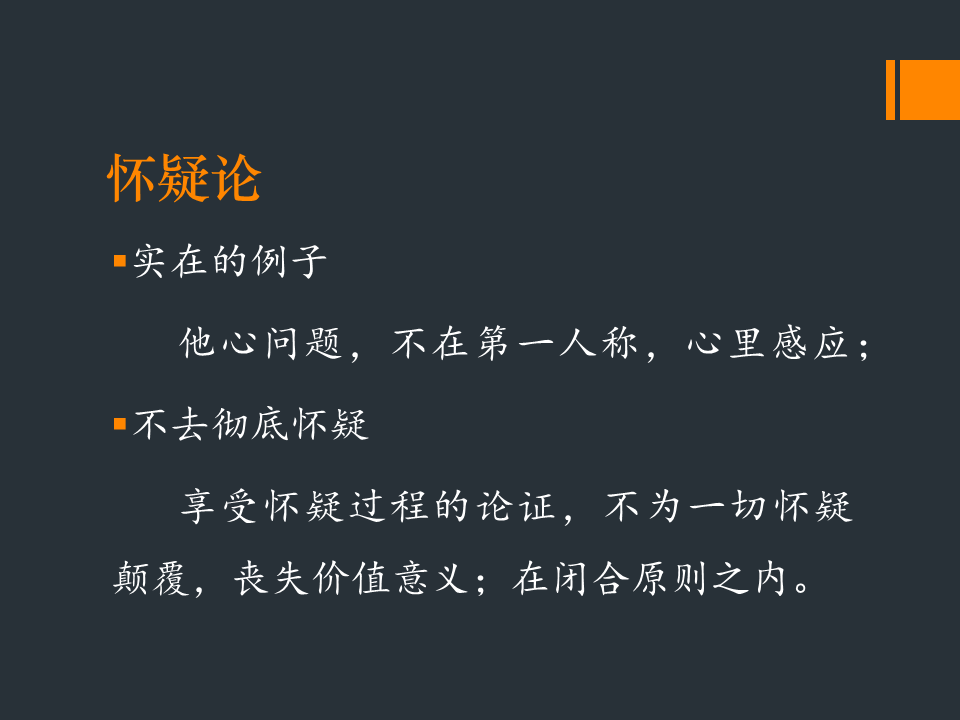 怀疑论
实在的例子
他心问题，不在第一人称，心里感应；
不去彻底怀疑
享受怀疑过程的论证，不为一切怀疑
颠覆，丧失价值意义；在闭合原则之内。